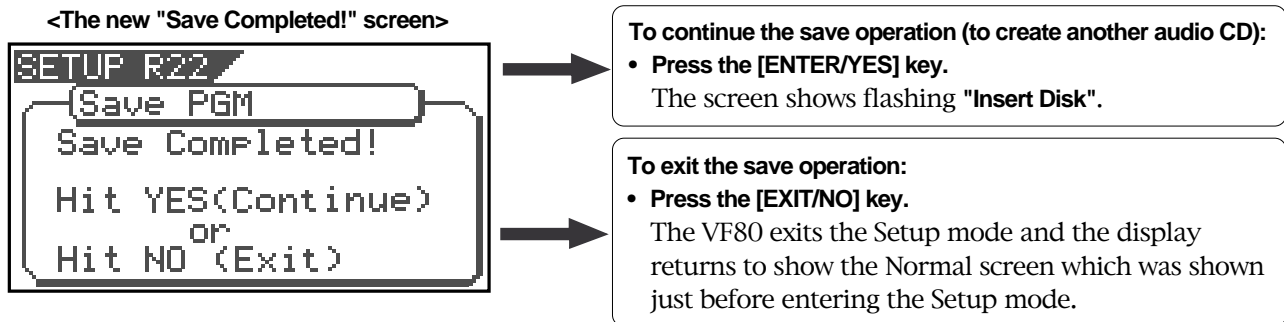 <The new "Save Completed!" screen>
SETUP R22
Save PGM
Save Completed!
Hit YES(Continue)
or
Hit NO (Exit)
To continue the save operation (to create another audio CD):
• Press the [ENTER/YES] key.
The screen shows flashing "Insert Disk".
To exit the save operation:
• Press the [EXIT/NO] key.
The VF80 exits the Setup mode and the display
returns to show the Normal screen which was shown
just before entering the Setup mode.